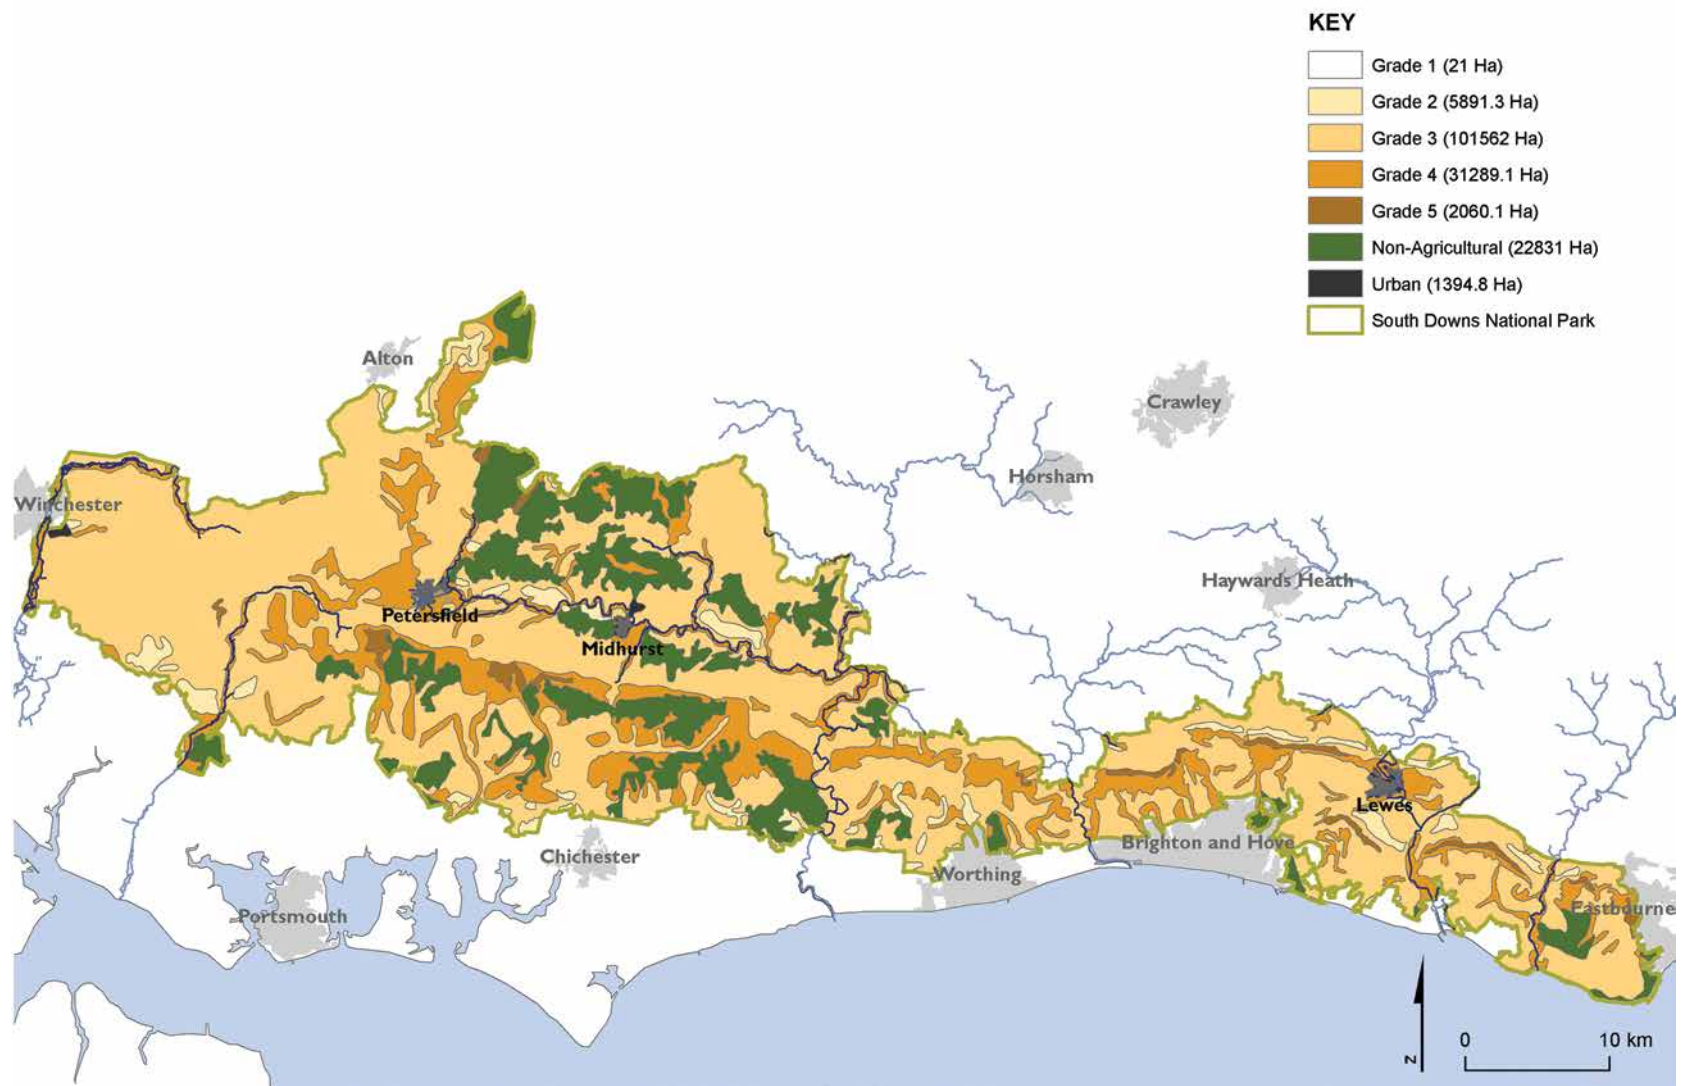 KEY
Grade 1 (21 Ha)
Grade 2 (5891.3 Ha)
Grade 3 (101562 Ha)
Grade 4 (31289.1 Ha)
Grade 5 (2060.1 Ha)
Non-Agricultural (22831 Ha)
Urban (1394.8 Ha)
South Downs National Park
Alton
Crawley
Horsham
Winchester
Haywards Heath
Petersfield
Midhurst
Lewes
Brighton and Hove
Chichester
Worthing
Portsmouth
Eastbourne
N
0 10 km